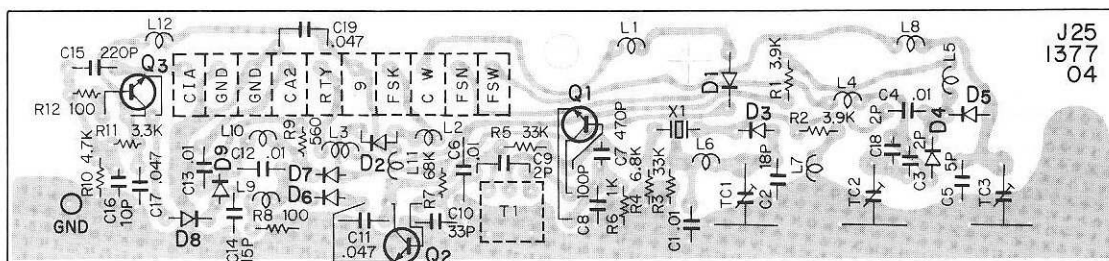 L12
C15
220P
Q3
R12
100
C19
.047
CIA
GND
GND
CA2
RTY
9
FSK
CW
FSN
FSW
L1
Q1
470P
C7
X1
D1
R1 3.9K
D3
L8
L5
L4
C4 .01
D5
D4
J25
1377
04
R11
3.3K
R10 4.7K
C16
10P
C17 .047
GND
C13 .01
D9
D8
L10
C12 .01
R9
560
L3
D7
D6
L9
R8
100
C14
15P
D2
L11
L2
R7 68K
C6 .01
R5 33K
C9
2P
T1
C10
33P
C11
.047
Q2
100P
C8
R6 1K
R4 6.8K
R3 33K
L6
C1 .01
TC1
C2 18P
L7
R2 3.9K
2P
C18
C3 2P
TC2
C5 5P
TC3